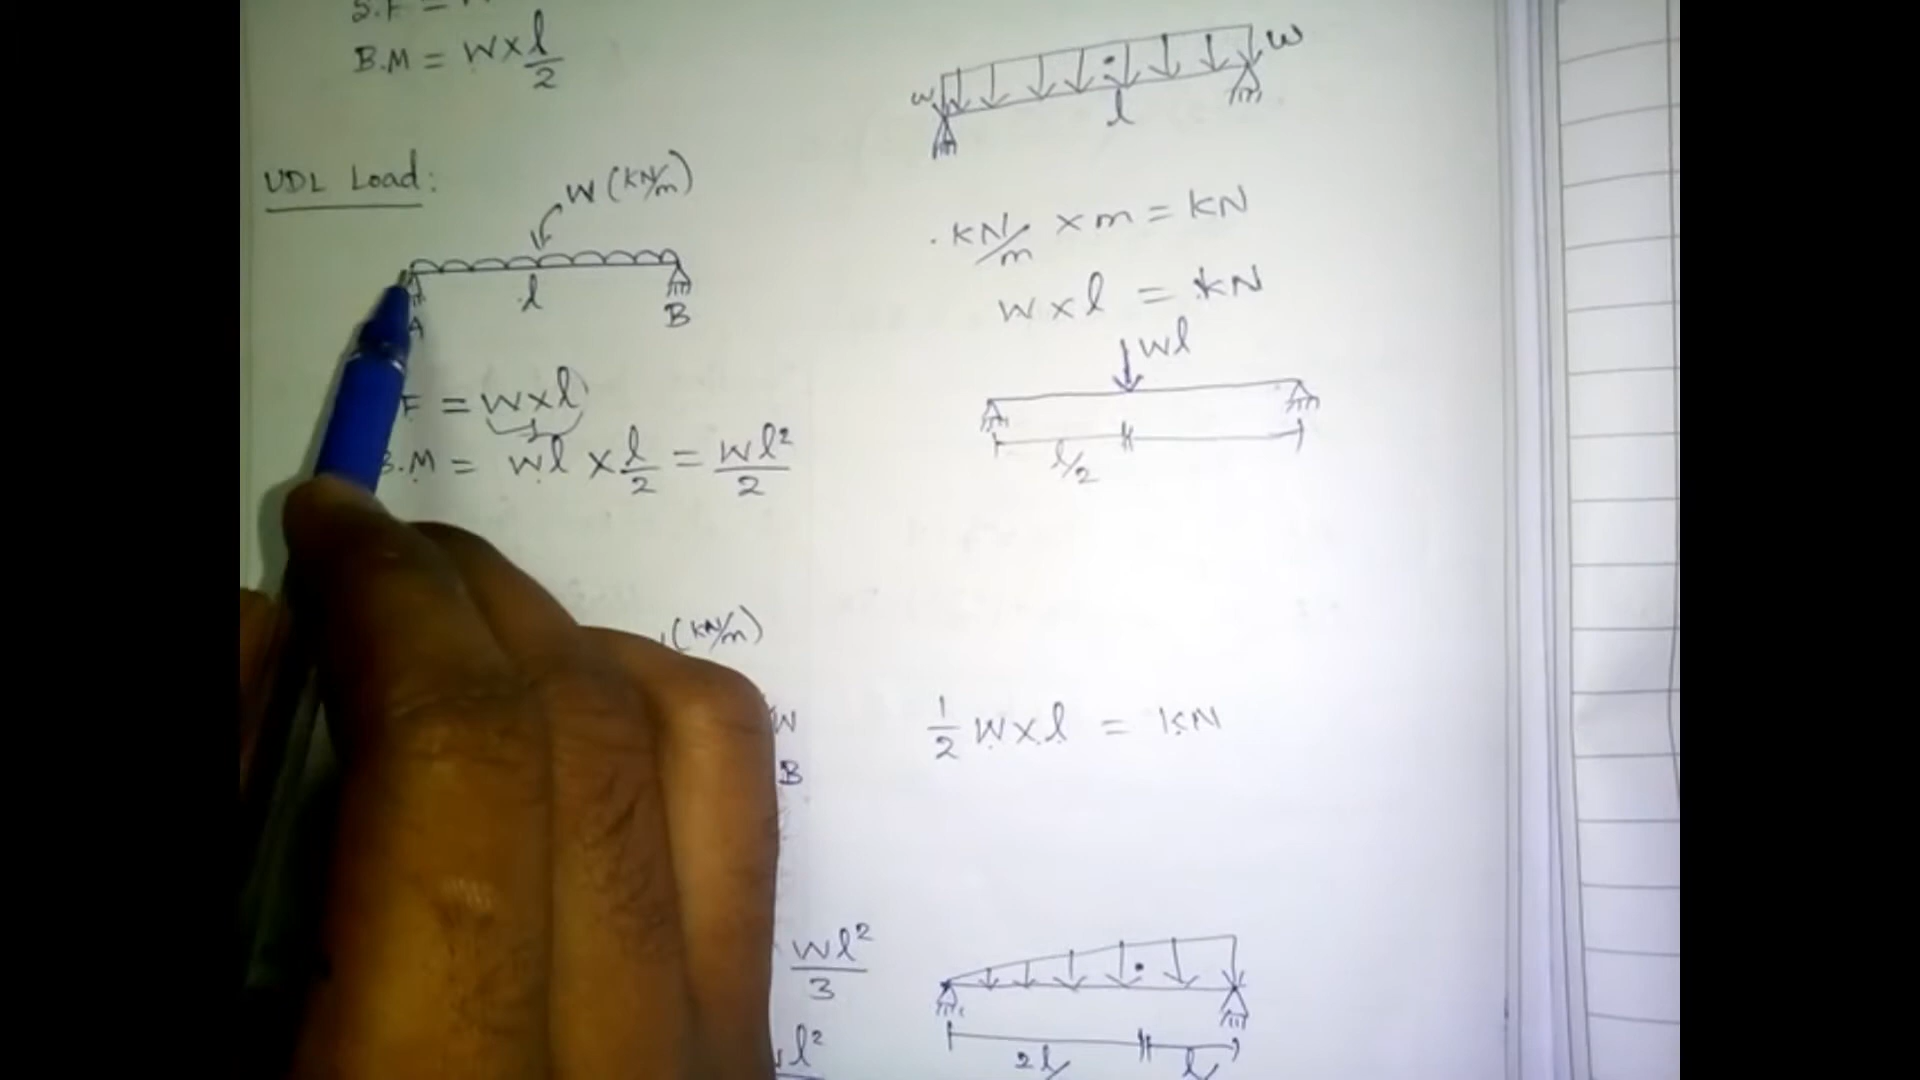 S.F =
B.M = W x l/2
w
W
l
UDL Load:
W (kN/m)
l
A
B
kN/m x m = kN
w x l = kN
wl
F = w x l
B.M = wl x l/2 = wl²/2
l/2
(kN/m)
W
B
1/2 W x l = kN
wl²/3
l²
2l/
l/